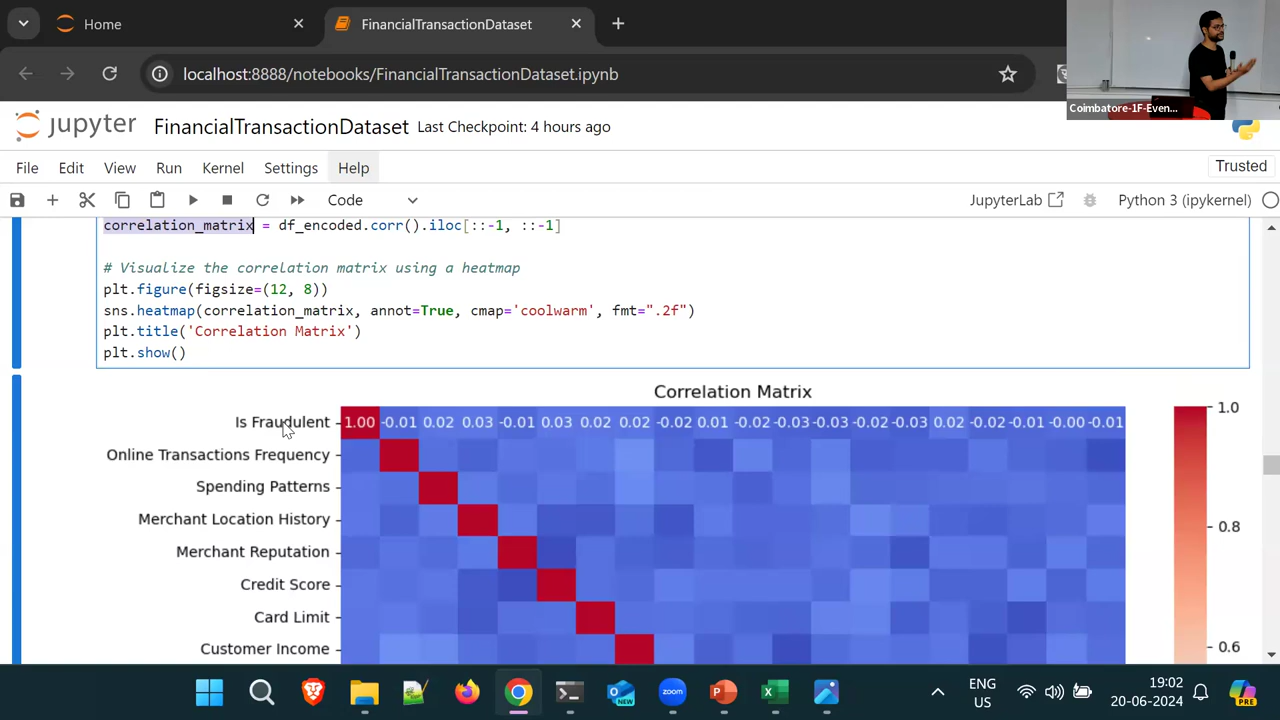 Home
FinancialTransactionDataset
localhost:8888/notebooks/FinancialTransactionDataset.ipynb
Coimbatore-1F-Even...
jupyter FinancialTransactionDataset Last Checkpoint: 4 hours ago
File Edit View Run Kernel Settings Help
Trusted
Code
JupyterLab
Python 3 (ipykernel)
correlation_matrix = df_encoded.corr().iloc[::-1, ::-1]
# Visualize the correlation matrix using a heatmap
plt.figure(figsize=(12, 8))
sns.heatmap(correlation_matrix, annot=True, cmap='coolwarm', fmt=".2f")
plt.title('Correlation Matrix')
plt.show()
Correlation Matrix
Is Fraudulent 1.00 -0.01 0.02 0.03 -0.01 0.03 0.02 0.02 -0.02 0.01 -0.03 -0.03 -0.02 -0.03 0.02 -0.02 -0.01 -0.01 -0.00 -0.01
1.0
Online Transactions Frequency
Spending Patterns
Merchant Location History
0.8
Merchant Reputation
Credit Score
Card Limit
Customer Income
0.6
ENG
US
19:02
20-06-2024
NEW
zoom
PRE